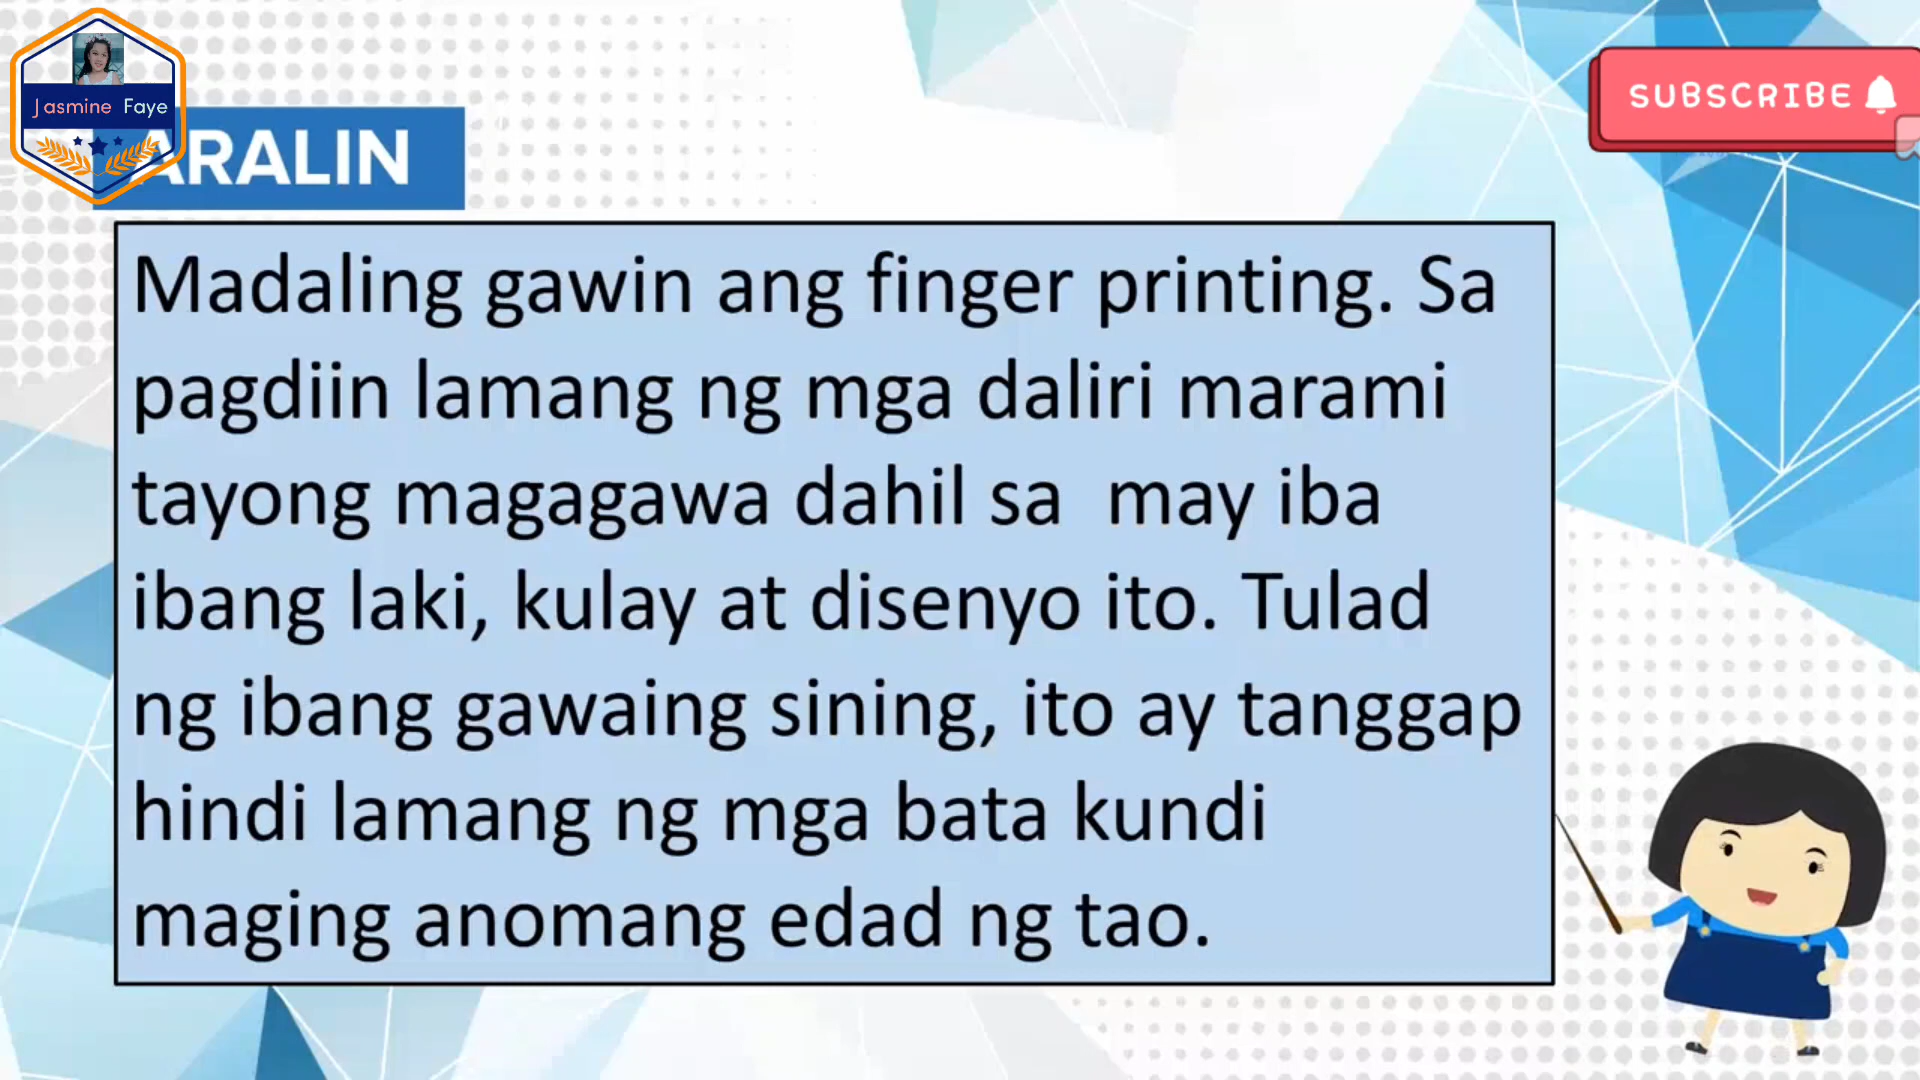 Jasmine Faye
SUBSCRIBE
ARALIN
Madaling gawin ang finger printing. Sa
pagdiin lamang ng mga daliri marami
tayong magagawa dahil sa may iba
ibang laki, kulay at disenyo ito. Tulad
ng ibang gawaing sining, ito ay tanggap
hindi lamang ng mga bata kundi
maging anomang edad ng tao.